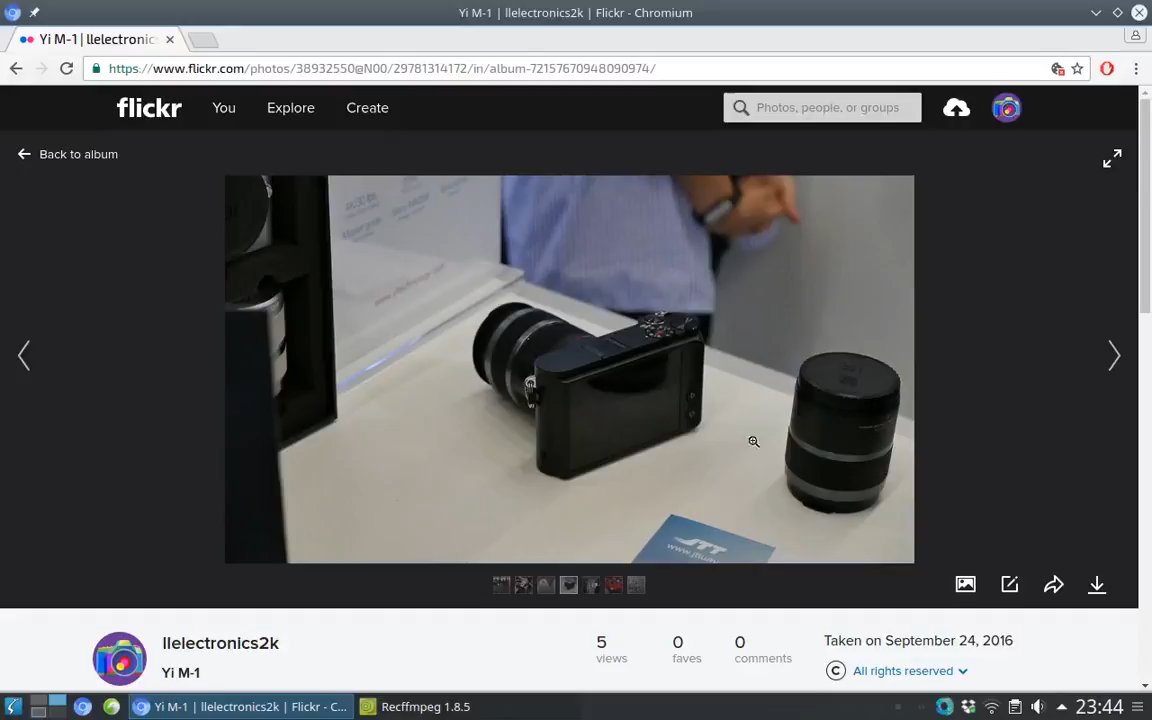 Yi M-1 | llelectronics2k | Flickr - Chromium
Yi M-1 | llelectronic
https://www.flickr.com/photos/38932550@N00/29781314172/in/album-72157670948090974/
flickr You Explore Create Photos, people, or groups
Back to album
STT
llelectronics2k
Yi M-1
5 views
0 faves
0 comments
Taken on September 24, 2016
All rights reserved
Yi M-1 | llelectronics2k | Flickr - C...
Recffmpeg 1.8.5
23:44